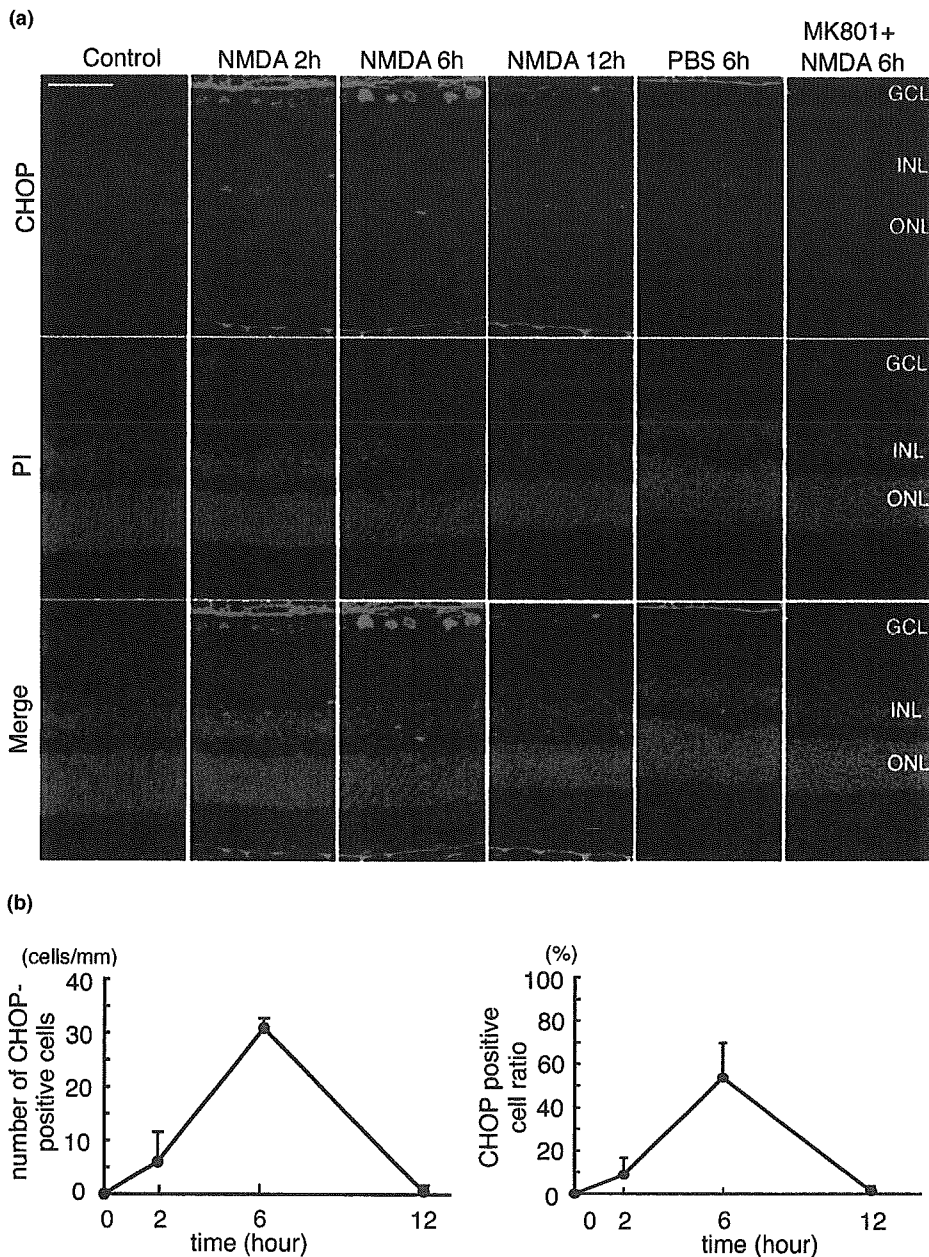 (a)
Control NMDA 2h NMDA 6h NMDA 12h PBS 6h MK801+
NMDA 6h
CHOP
GCL
INL
ONL
PI
GCL
INL
ONL
Merge
GCL
INL
ONL
(b)
(cells/mm)
number of CHOP-
positive cells
40
30
20
10
0
0 2 6 12
time (hour)
(%)
CHOP positive
cell ratio
100
80
60
40
20
0
0 2 6 12
time (hour)